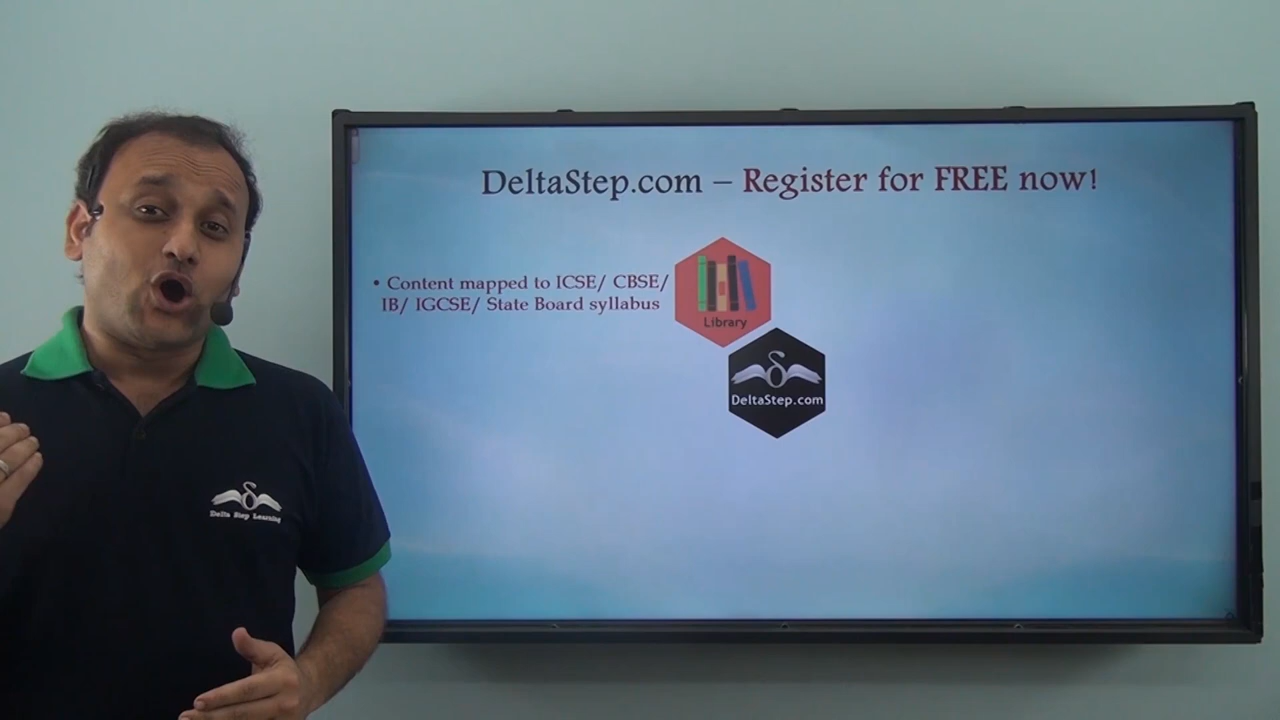 DeltaStep.com – Register for FREE now!
• Content mapped to ICSE/ CBSE/
IB/ IGCSE/ State Board syllabus
Library
δ
DeltaStep.com
δ
Delta Step Learning